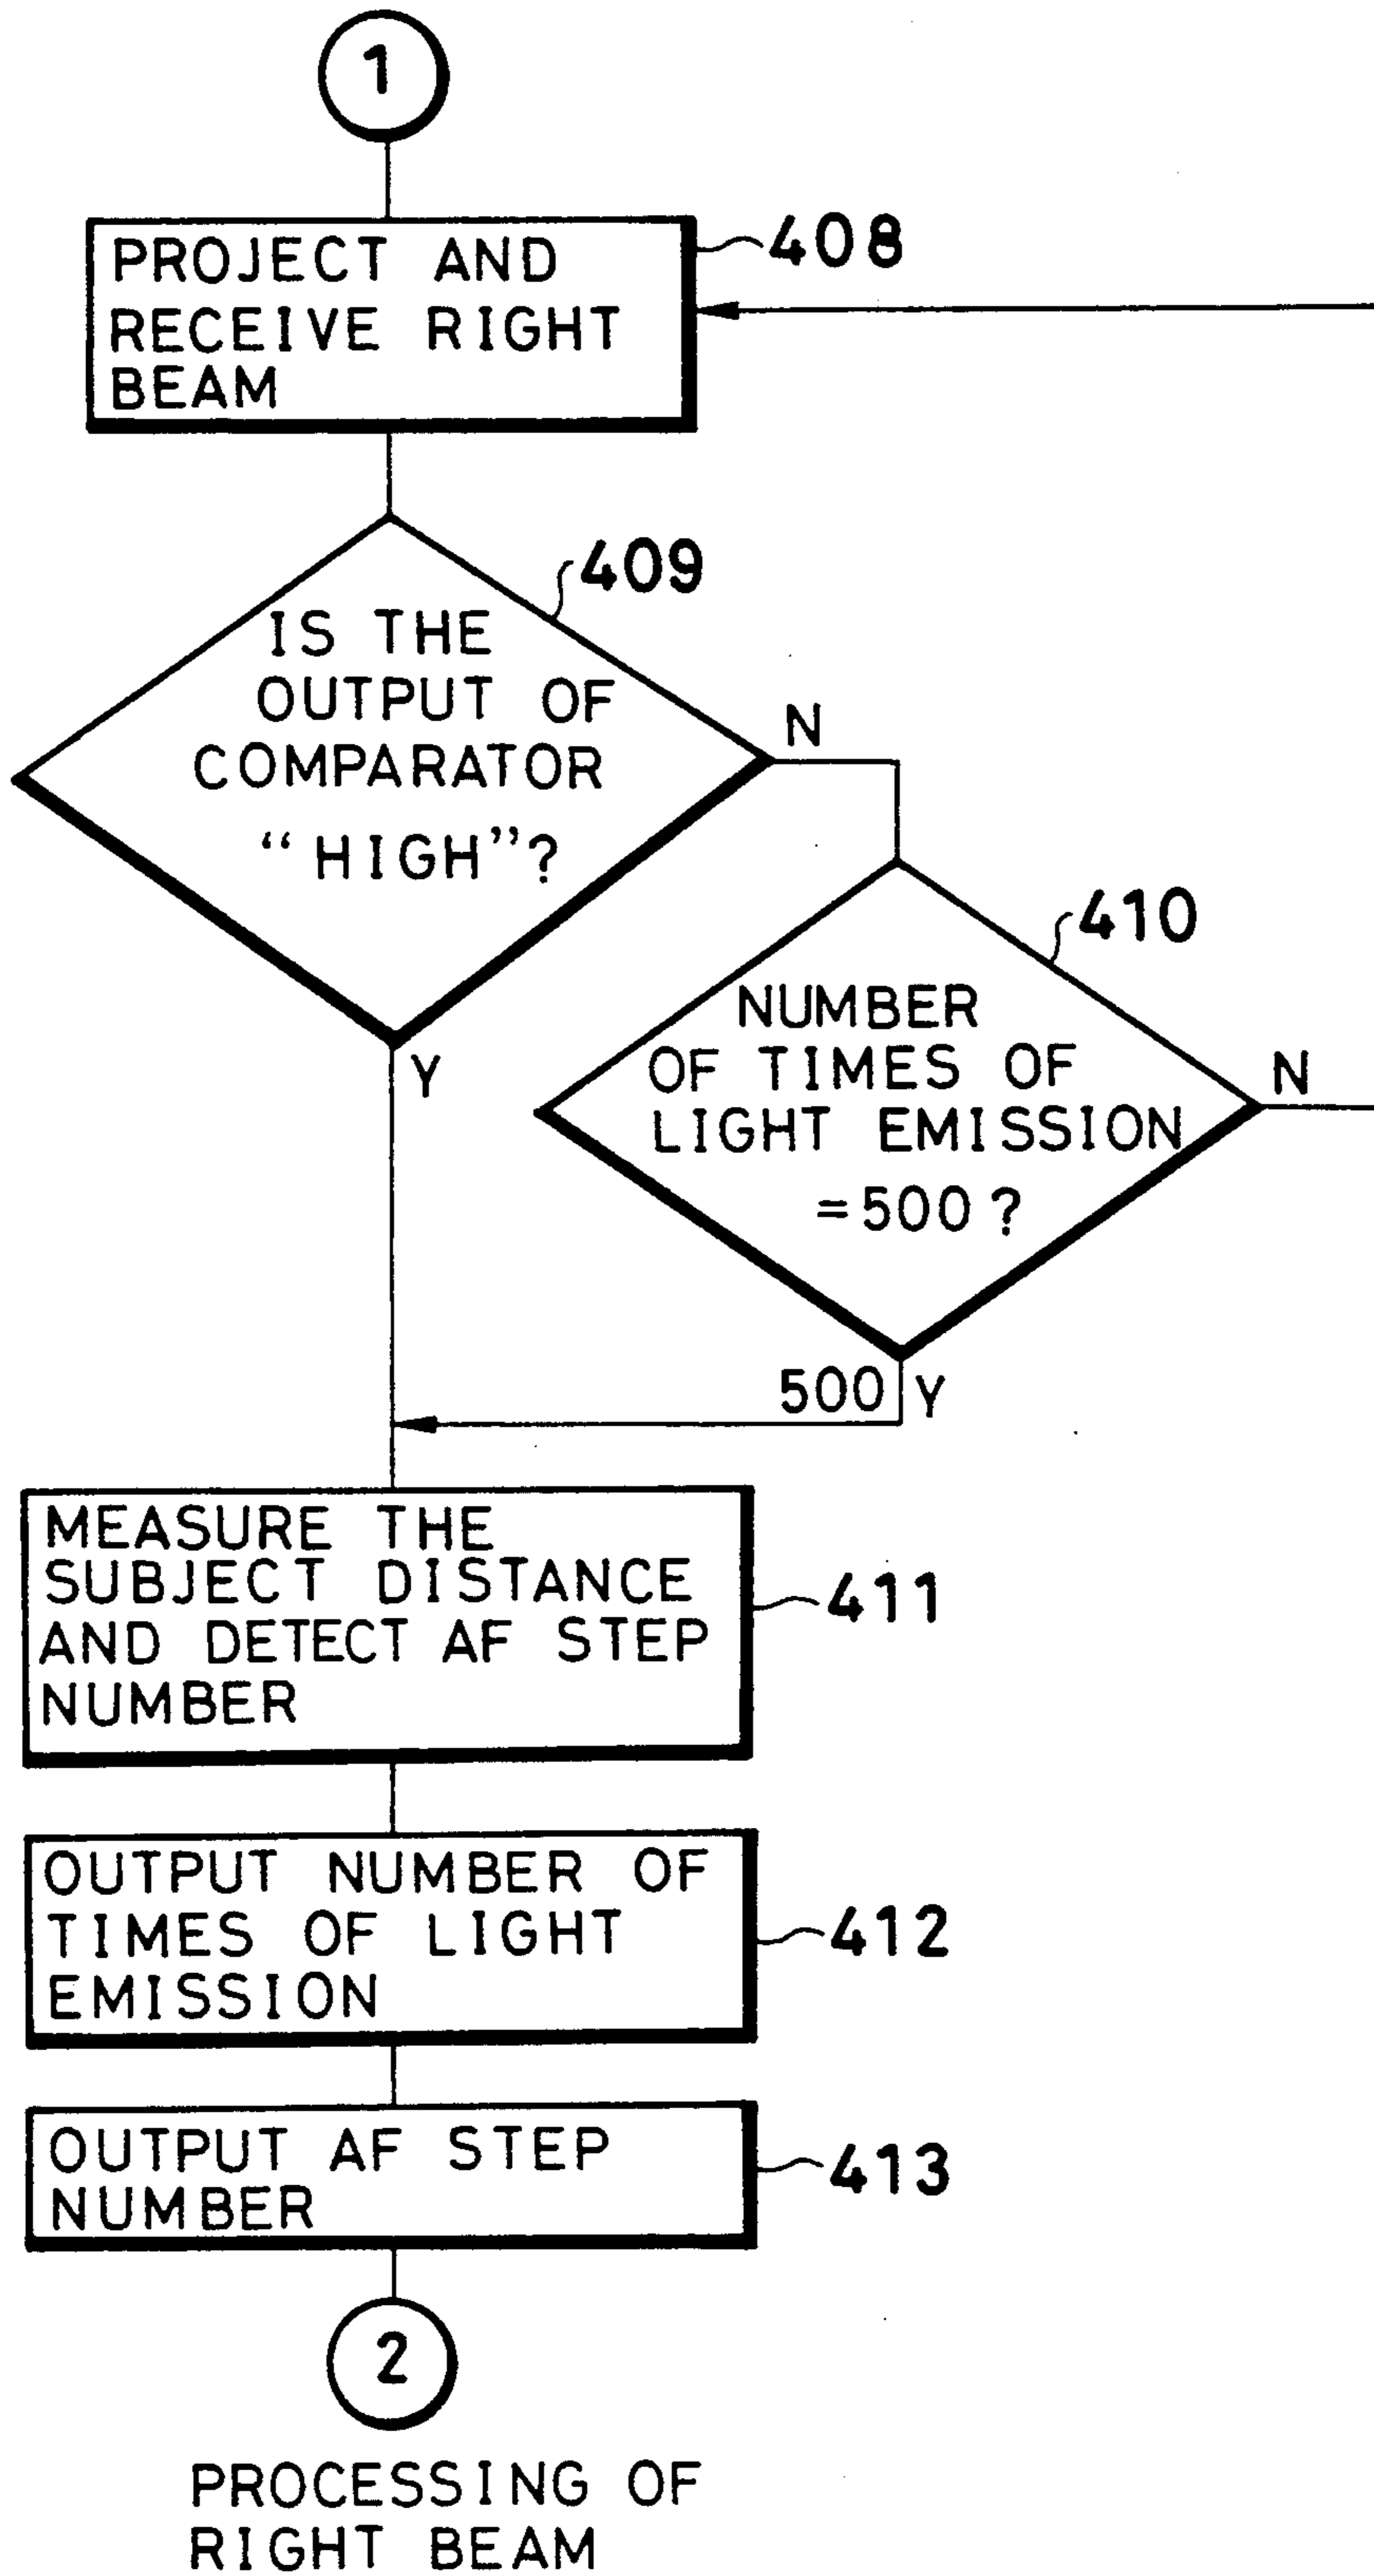 1
PROJECT AND
RECEIVE RIGHT
BEAM
408
IS THE
OUTPUT OF
COMPARATOR
“HIGH”?
409
N
Y
NUMBER
OF TIMES OF
LIGHT EMISSION
=500?
410
N
500 Y
MEASURE THE
SUBJECT DISTANCE
AND DETECT AF STEP
NUMBER
411
OUTPUT NUMBER OF
TIMES OF LIGHT
EMISSION
412
OUTPUT AF STEP
NUMBER
413
2
PROCESSING OF
RIGHT BEAM